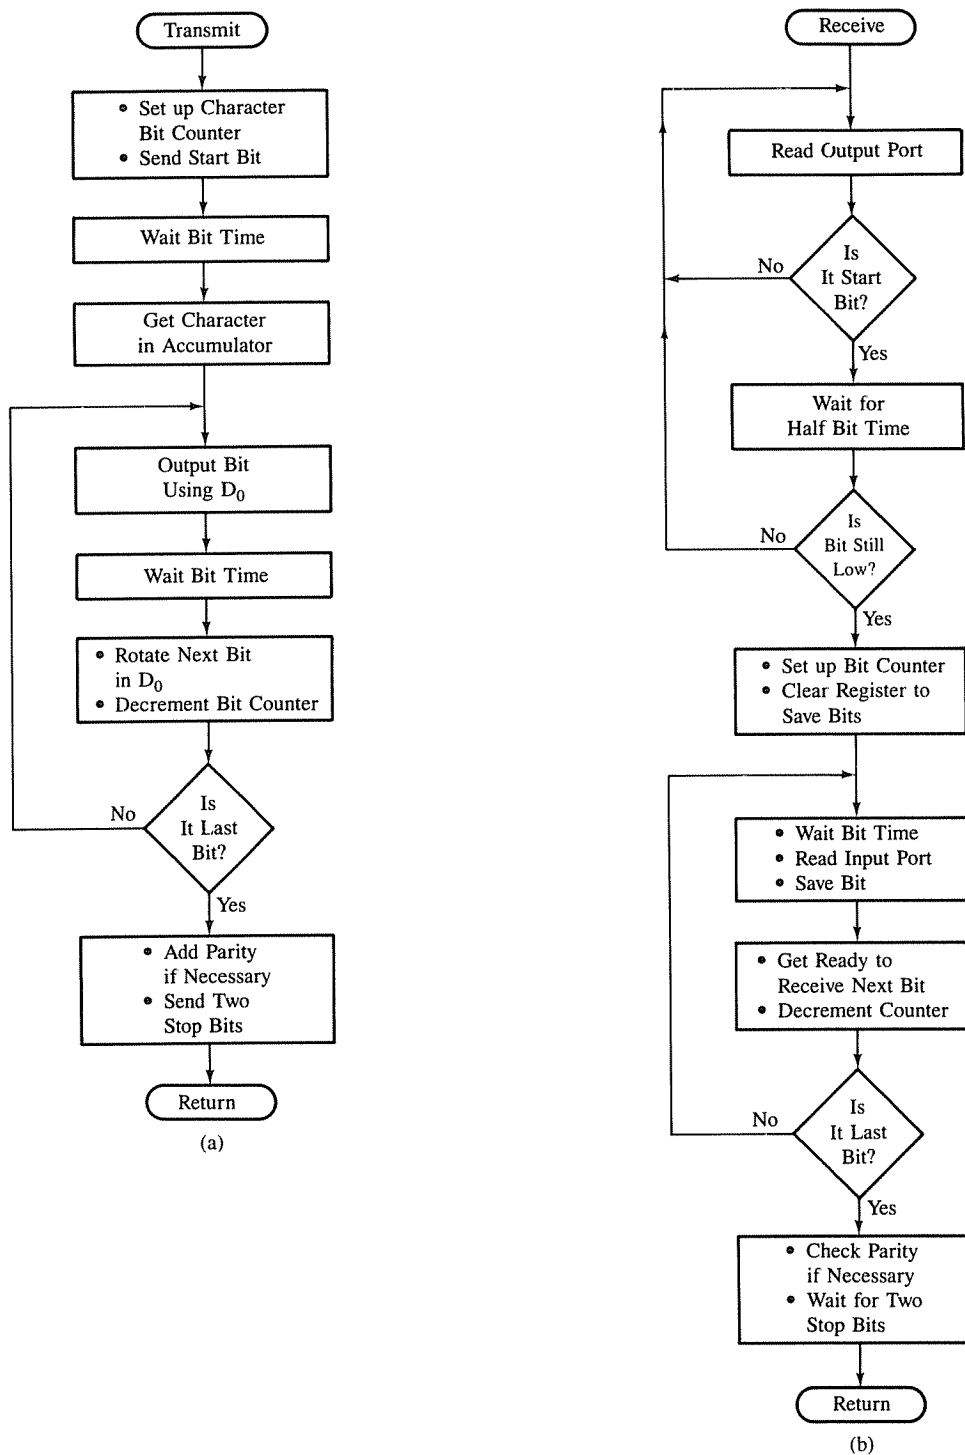 Transmit
• Set up Character
Bit Counter
• Send Start Bit
Wait Bit Time
Get Character
in Accumulator
Output Bit
Using D0
Wait Bit Time
• Rotate Next Bit
in D0
• Decrement Bit Counter
No
Is
It Last
Bit?
Yes
• Add Parity
if Necessary
• Send Two
Stop Bits
Return
(a)
Receive
Read Output Port
No
Is
It Start
Bit?
Yes
Wait for
Half Bit Time
No
Is
Bit Still
Low?
Yes
• Set up Bit Counter
• Clear Register to
Save Bits
• Wait Bit Time
• Read Input Port
• Save Bit
• Get Ready to
Receive Next Bit
• Decrement Counter
No
Is
It Last
Bit?
Yes
• Check Parity
if Necessary
• Wait for Two
Stop Bits
Return
(b)